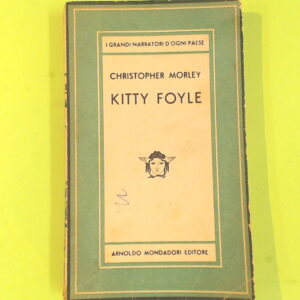 I GRANDI NARRATORI D'OGNI PAESE
CHRISTOPHER MORLEY
KITTY FOYLE
ARNOLDO MONDADORI EDITORE